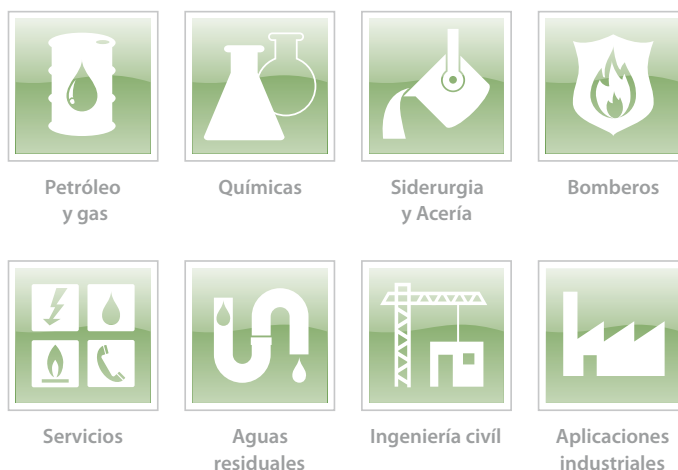 Petróleo
y gas
Químicas
Siderurgia
y Acería
Bomberos
Servicios
Aguas
residuales
Ingeniería civíl
Aplicaciones
industriales